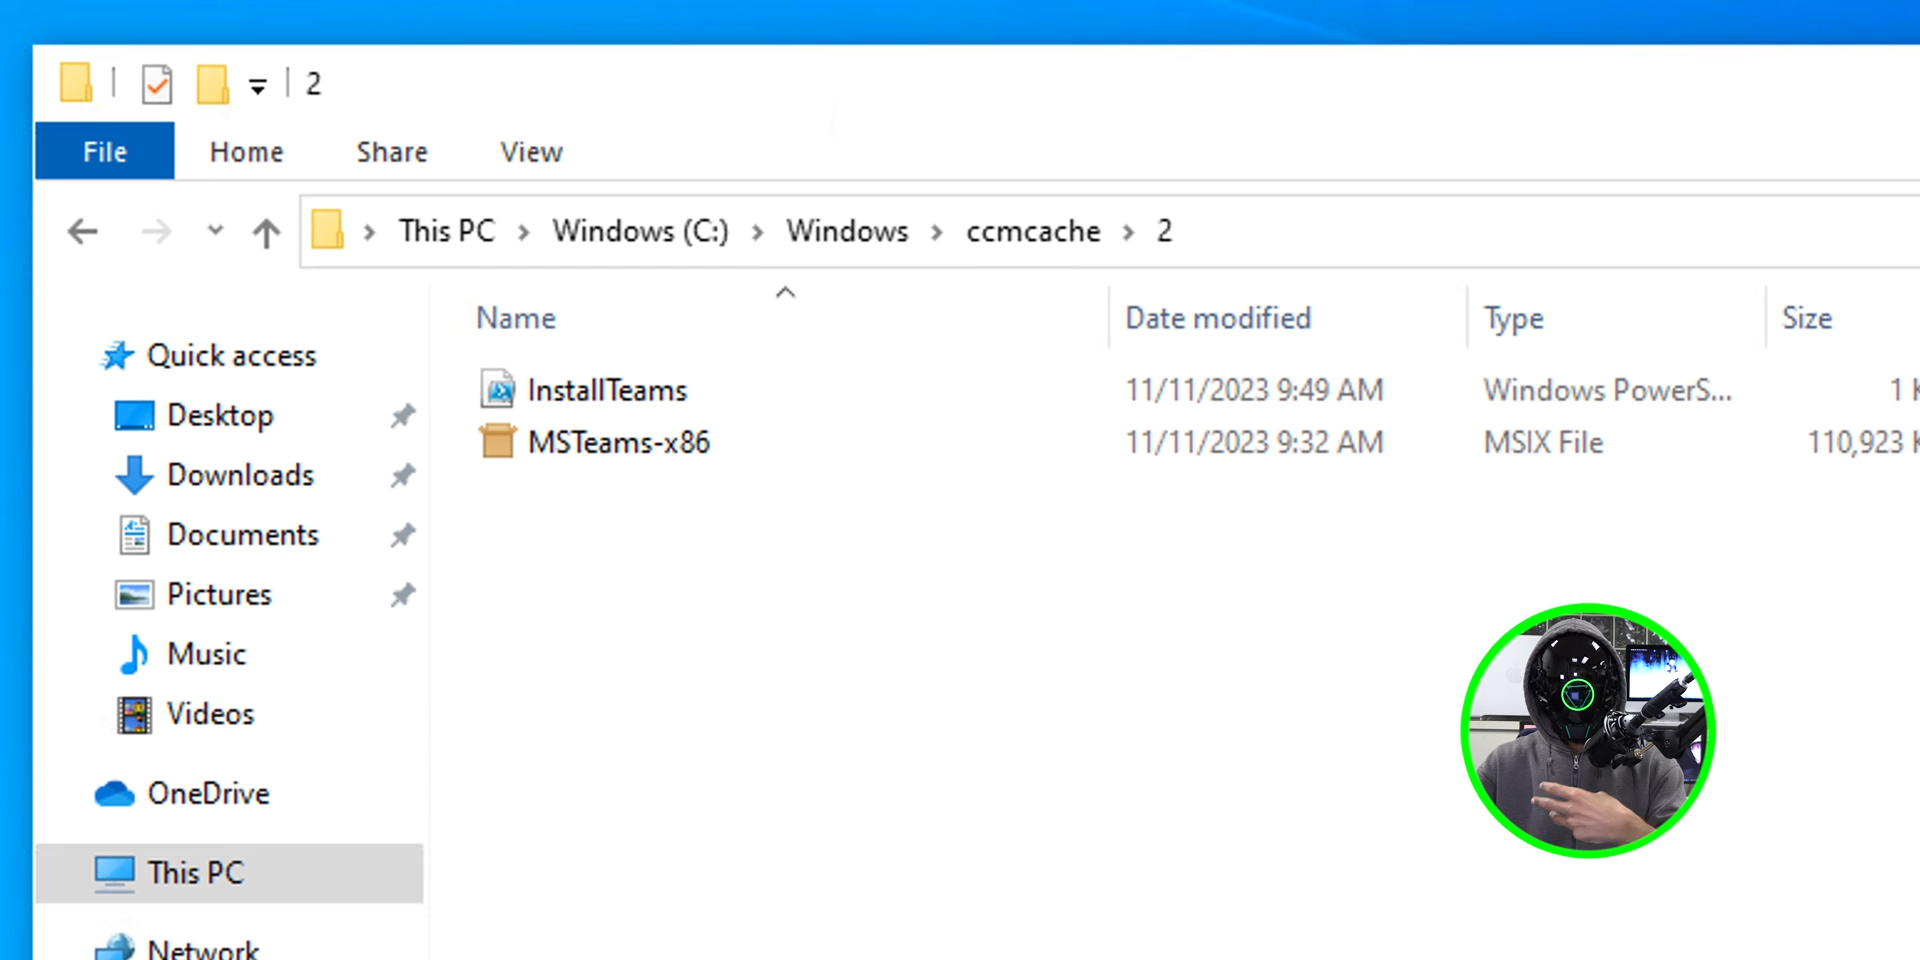 2
File Home Share View
This PC Windows (C:) Windows ccmcache 2
Name Date modified Type Size
Quick access
Desktop
Downloads
Documents
Pictures
Music
Videos
OneDrive
This PC
Network
InstallTeams 11/11/2023 9:49 AM Windows PowerS... 1 K
MSTeams-x86 11/11/2023 9:32 AM MSIX File 110,923 K